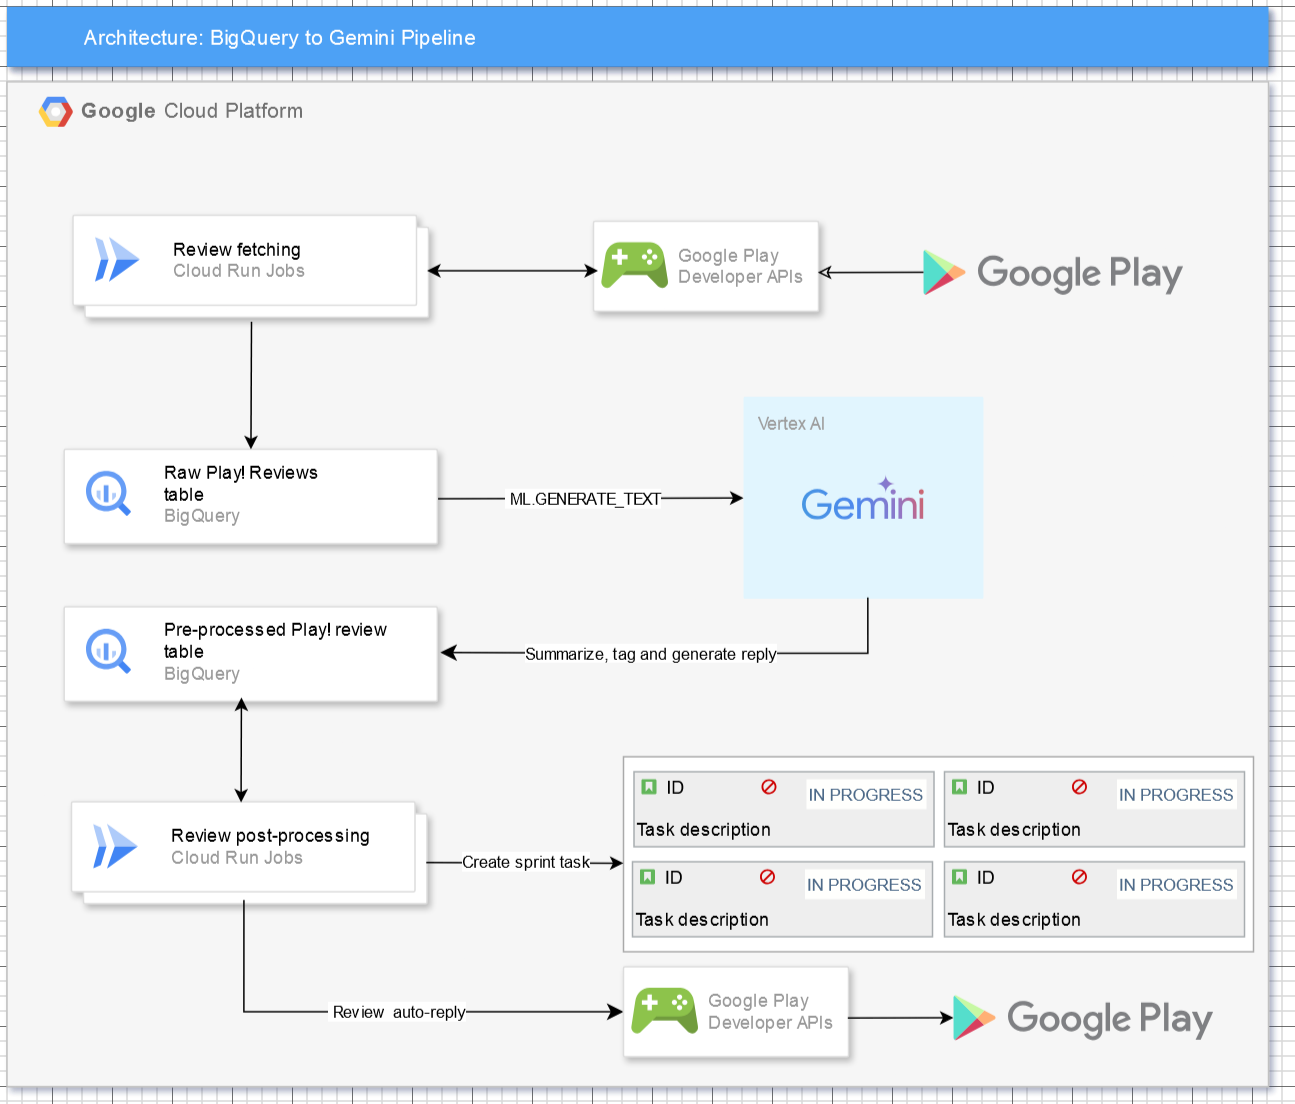 Architecture: BigQuery to Gemini Pipeline
Google Cloud Platform
Review fetching
Cloud Run Jobs
Google Play
Developer APIs
Google Play
Vertex AI
Gemini
Raw Play! Reviews
table
BigQuery
ML.GENERATE_TEXT
Pre-processed Play! review
table
BigQuery
Summarize, tag and generate reply
ID
IN PROGRESS
Task description
ID
IN PROGRESS
Task description
Review post-processing
Cloud Run Jobs
Create sprint task
ID
IN PROGRESS
Task description
ID
IN PROGRESS
Task description
Review auto-reply
Google Play
Developer APIs
Google Play